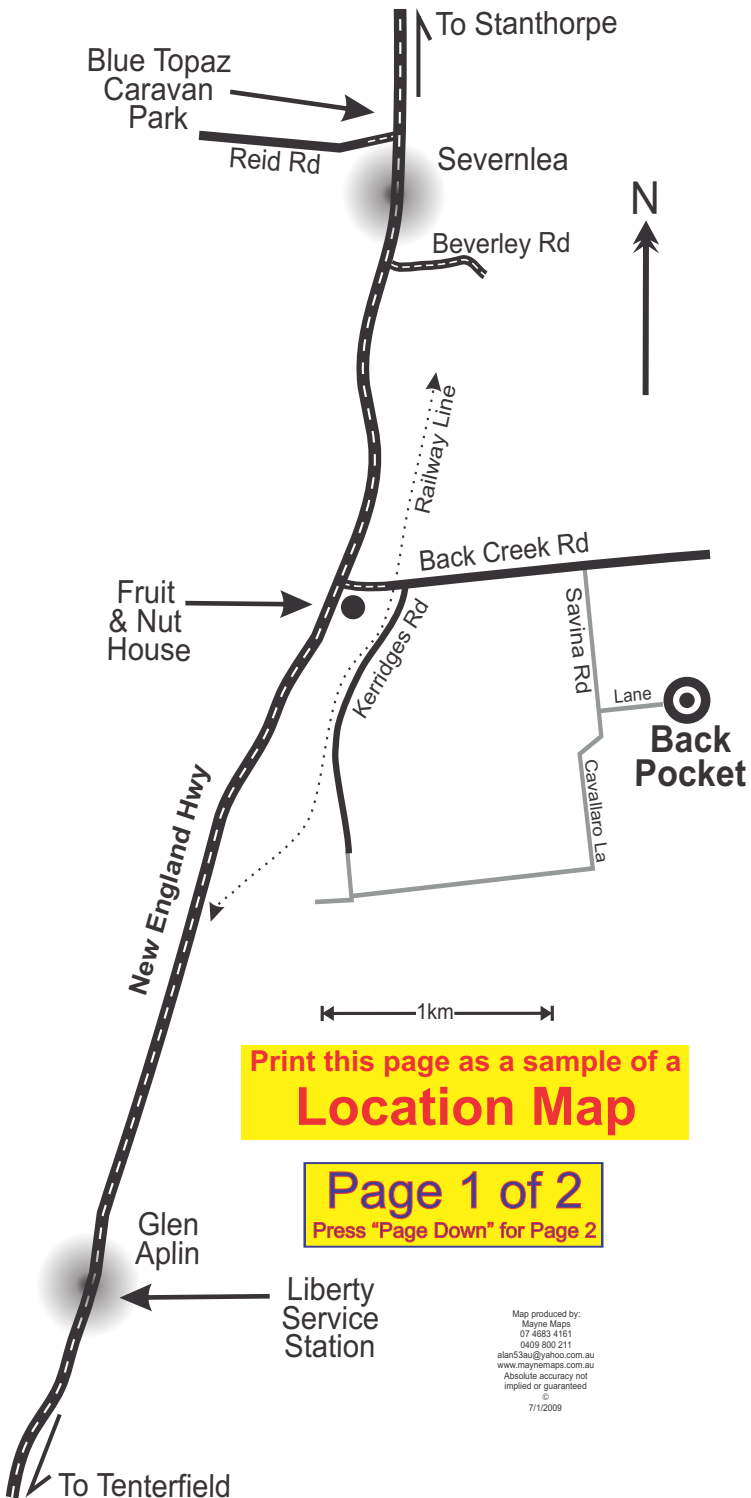 To Stanthorpe
Blue Topaz
Caravan
Park
Reid Rd
Severnlea
N
Beverley Rd
Railway Line
Back Creek Rd
Fruit
& Nut
House
Kerridges Rd
Savina Rd
Lane
Back
Pocket
Cavallaro La
New England Hwy
1km
Print this page as a sample of a
Location Map
Page 1 of 2
Press “Page Down” for Page 2
Glen
Aplin
Liberty
Service
Station
Map produced by:
Mayne Maps
07 4683 4161
0409 800 211
alan53au@yahoo.com.au
www.maynemaps.com.au
Absolute accuracy not
implied or guaranteed
©
7/1/2009
To Tenterfield